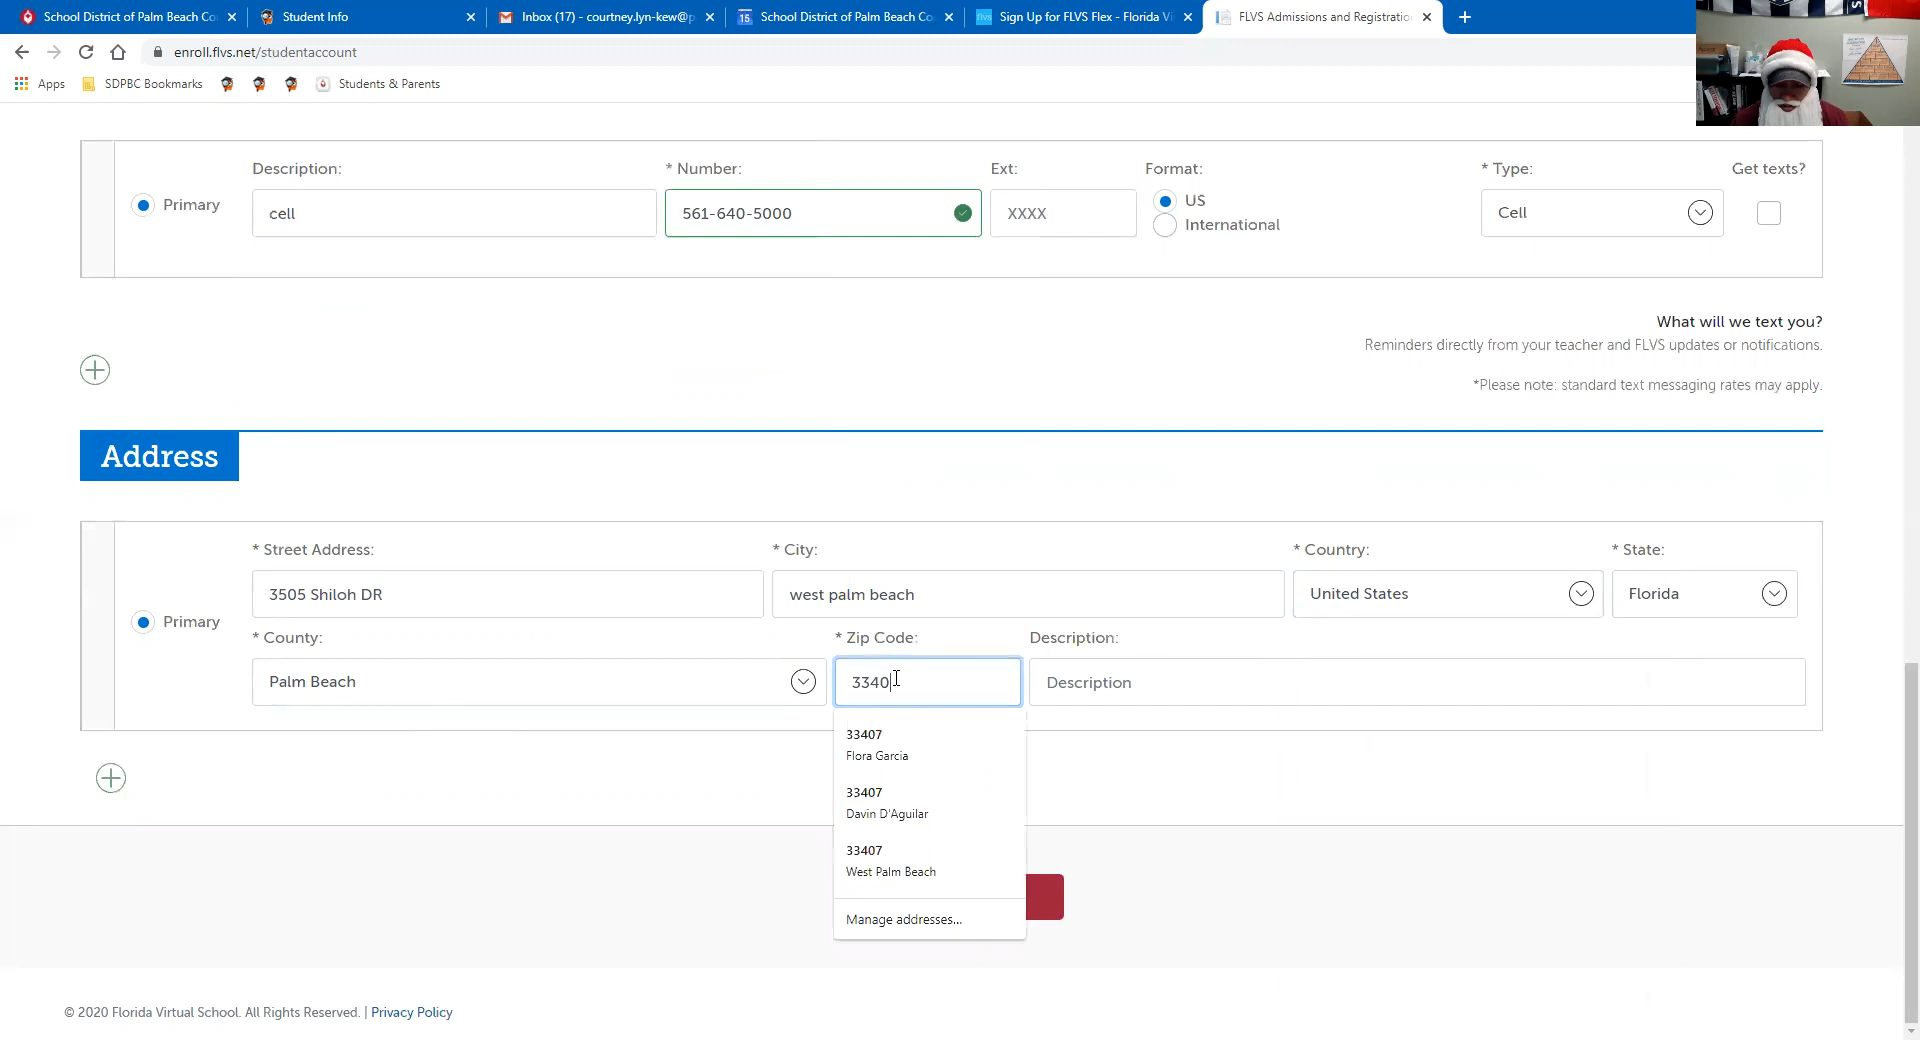 School District of Palm Beach Co
Student Info
Inbox (17) - courtney.lyn-kew@p
15
School District of Palm Beach Co
flvs
Sign Up for FLVS Flex - Florida Vi
FLVS Admissions and Registratio
enroll.flvs.net/studentaccount
Apps
SDPBC Bookmarks
Students & Parents
Description:
* Number:
Ext:
Format:
* Type:
Get texts?
Primary
cell
561-640-5000
XXXX
US
International
Cell
What will we text you?
Reminders directly from your teacher and FLVS updates or notifications.
*Please note: standard text messaging rates may apply.
Address
* Street Address:
* City:
* Country:
* State:
Primary
3505 Shiloh DR
west palm beach
United States
Florida
* County:
* Zip Code:
Description:
Palm Beach
3340
Description
33407
Flora Garcia
33407
Davin D'Aguilar
33407
West Palm Beach
Manage addresses...
© 2020 Florida Virtual School. All Rights Reserved. | Privacy Policy